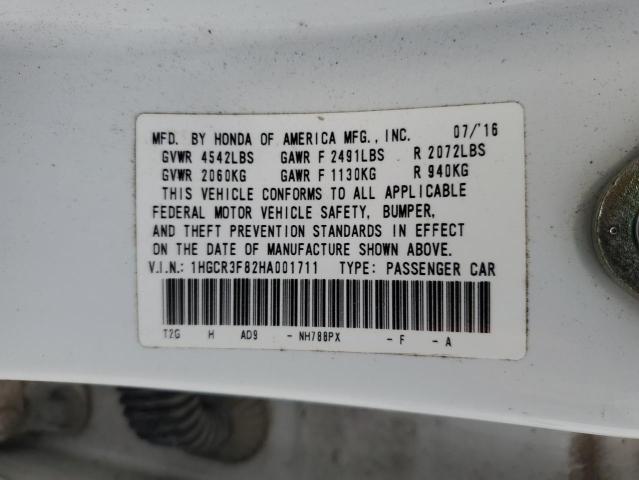 MFD. BY HONDA OF AMERICA MFG., INC. 07/'16
GVWR 4542LBS GAWR F 2491LBS R 2072LBS
GVWR 2060KG GAWR F 1130KG R 940KG
THIS VEHICLE CONFORMS TO ALL APPLICABLE
FEDERAL MOTOR VEHICLE SAFETY, BUMPER,
AND THEFT PREVENTION STANDARDS IN EFFECT
ON THE DATE OF MANUFACTURE SHOWN ABOVE.
V.I.N.: 1HGCR3F82HA001711 TYPE: PASSENGER CAR
T2G H AD9 - NH788PX - F - A